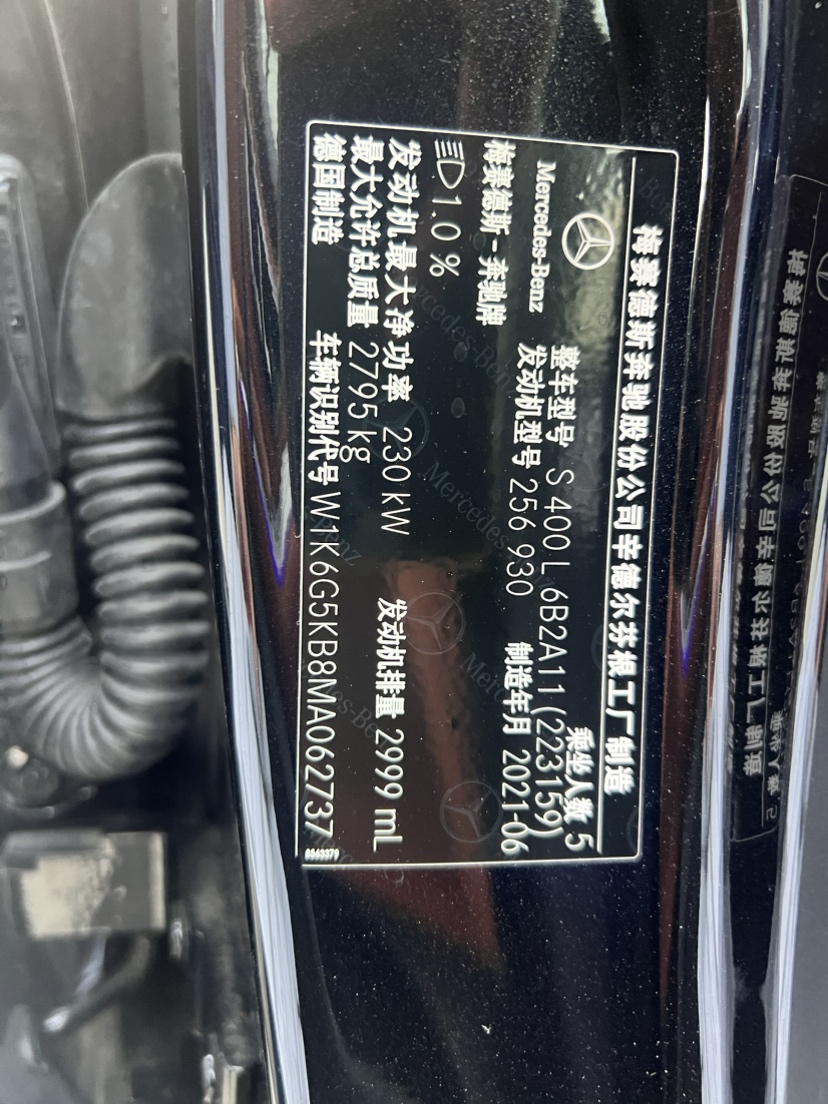 梅赛德斯奔驰股份公司辛德尔芬根工厂制造
乘坐人数 5
Mercedes-Benz
整车型号 S 400 L 6B2A11 (223159)
发动机型号 256 930
制造年月 2021-06
梅赛德斯-奔驰牌
1.0 %
发动机最大净功率 230 kW
发动机排量 2999 mL
最大允许总质量 2795 kg
德国制造
车辆识别代号 W1K6G5KB8MA062737